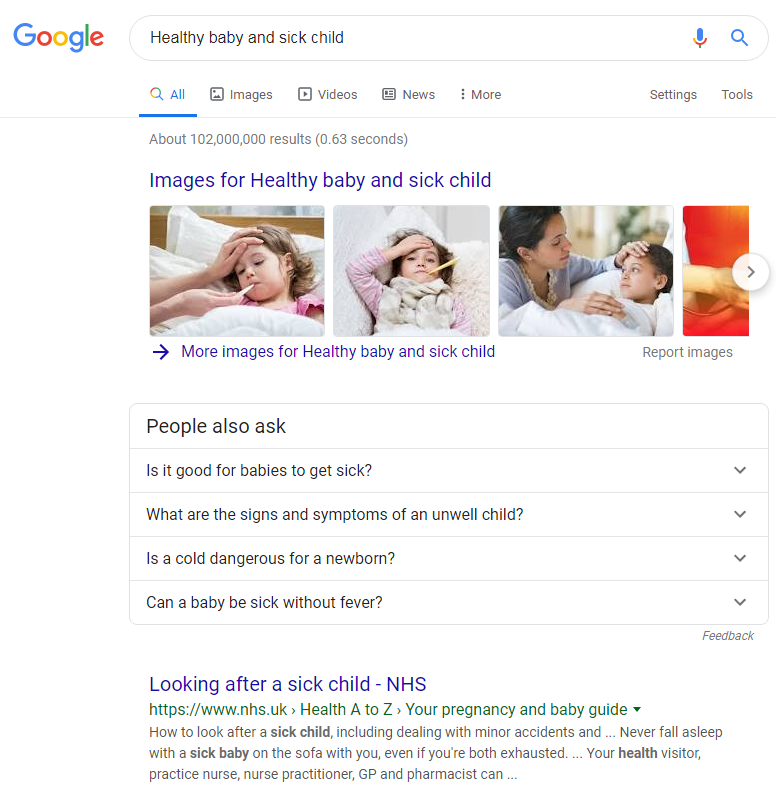 Google
Healthy baby and sick child
All Images Videos News More Settings Tools
About 102,000,000 results (0.63 seconds)
Images for Healthy baby and sick child
More images for Healthy baby and sick child Report images
People also ask
Is it good for babies to get sick?
What are the signs and symptoms of an unwell child?
Is a cold dangerous for a newborn?
Can a baby be sick without fever?
Feedback
Looking after a sick child - NHS
https://www.nhs.uk › Health A to Z › Your pregnancy and baby guide
How to look after a sick child, including dealing with minor accidents and ... Never fall asleep
with a sick baby on the sofa with you, even if you're both exhausted. ... Your health visitor,
practice nurse, nurse practitioner, GP and pharmacist can ...